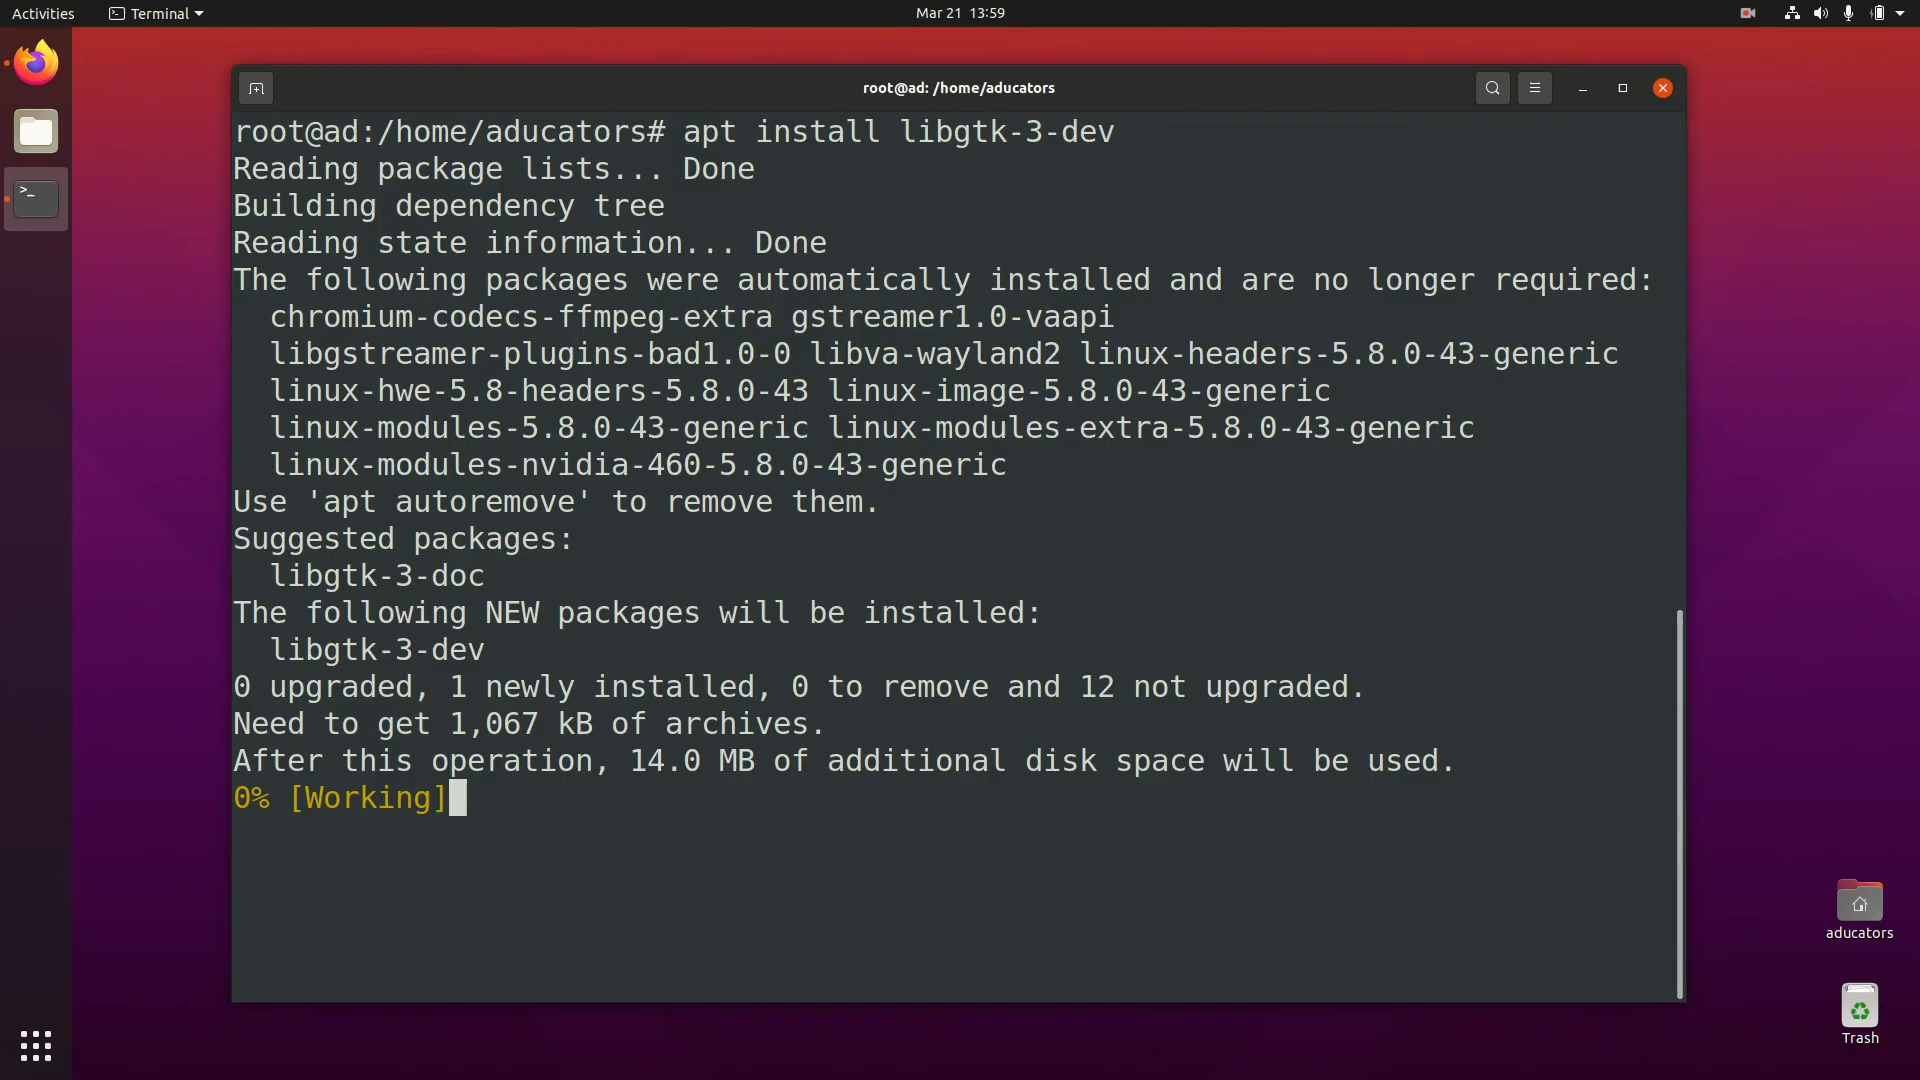 Activities
Terminal
Mar 21 13:59
root@ad: /home/aducators
root@ad:/home/aducators# apt install libgtk-3-dev
Reading package lists... Done
Building dependency tree
Reading state information... Done
The following packages were automatically installed and are no longer required:
chromium-codecs-ffmpeg-extra gstreamer1.0-vaapi
libgstreamer-plugins-bad1.0-0 libva-wayland2 linux-headers-5.8.0-43-generic
linux-hwe-5.8-headers-5.8.0-43 linux-image-5.8.0-43-generic
linux-modules-5.8.0-43-generic linux-modules-extra-5.8.0-43-generic
linux-modules-nvidia-460-5.8.0-43-generic
Use 'apt autoremove' to remove them.
Suggested packages:
libgtk-3-doc
The following NEW packages will be installed:
libgtk-3-dev
0 upgraded, 1 newly installed, 0 to remove and 12 not upgraded.
Need to get 1,067 kB of archives.
After this operation, 14.0 MB of additional disk space will be used.
0% [Working]
aducators
Trash